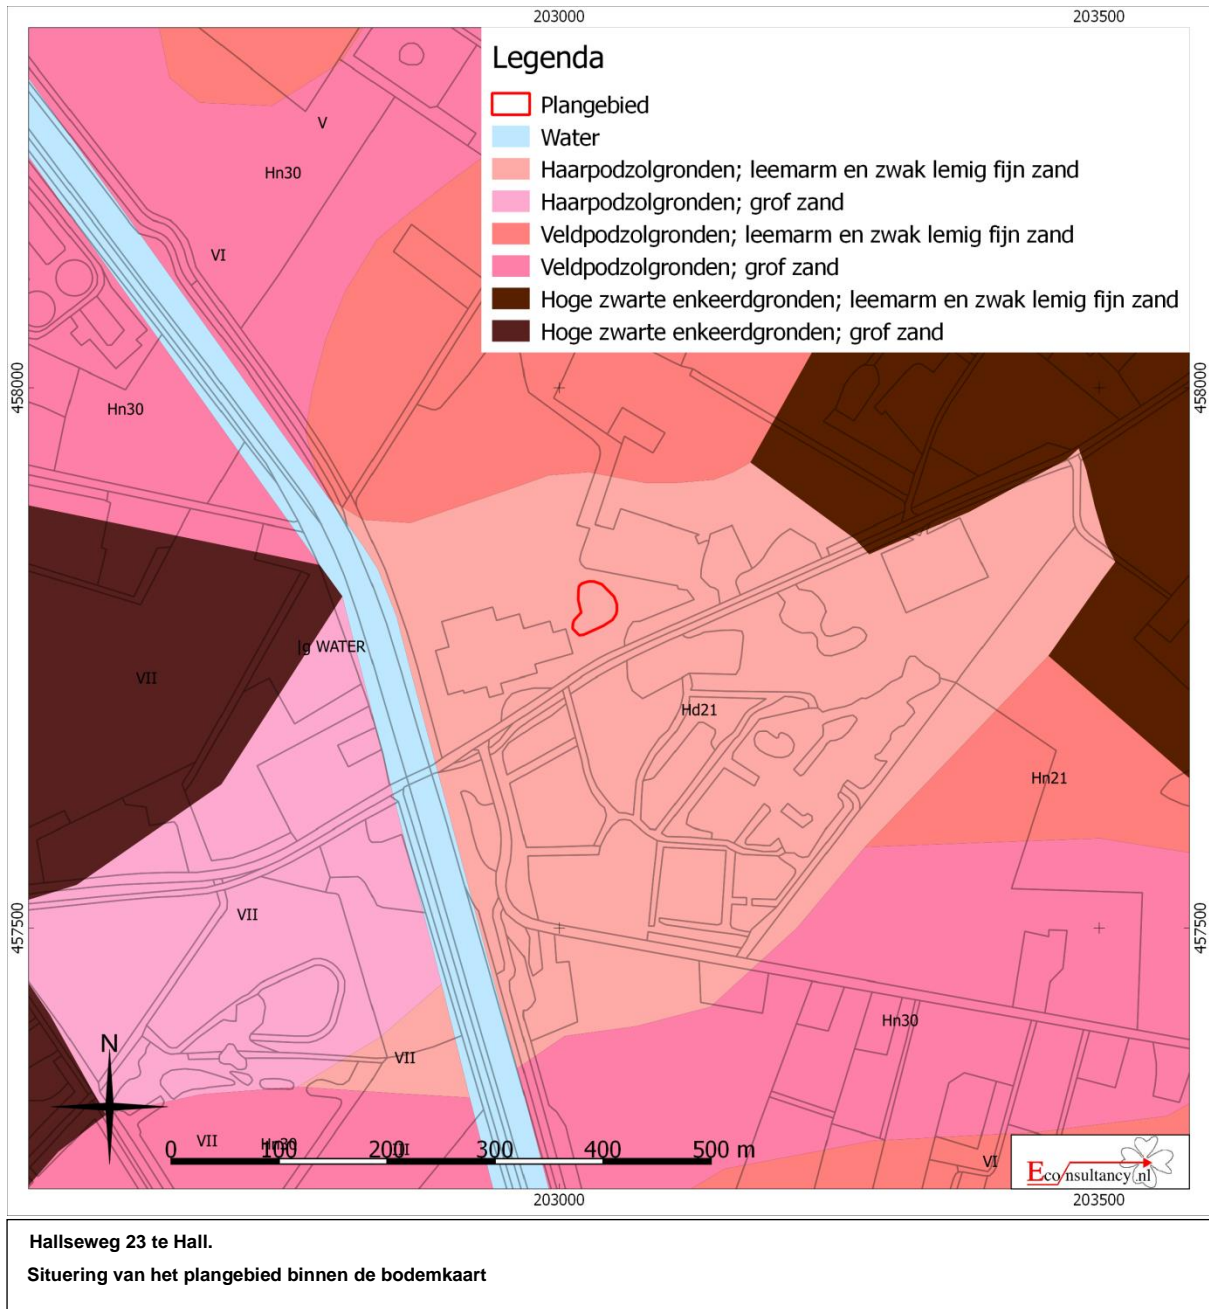 203000
203500
Legenda
Plangebied
Water
Haarpodzolgronden; leemarm en zwak lemig fijn zand
Haarpodzolgronden; grof zand
Veldpodzolgronden; leemarm en zwak lemig fijn zand
Veldpodzolgronden; grof zand
Hoge zwarte enkeerdgronden; leemarm en zwak lemig fijn zand
Hoge zwarte enkeerdgronden; grof zand
V
Hn30
VI
458000
458000
Hn30
|g WATER
VII
Hd21
Hn21
VII
457500
457500
Hn30
N
VII
VII
Hn30
III
VI
0
100
200
300
400
500 m
Econsultancy.nl
203000
203500
Hallseweg 23 te Hall.
Situering van het plangebied binnen de bodemkaart